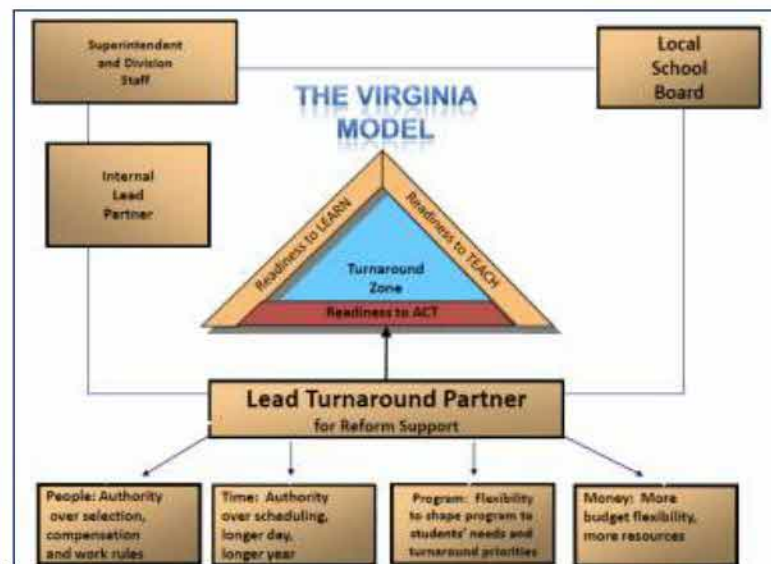 Superintendent
and Division
Staff
Local
School
Board
THE VIRGINIA
MODEL
Internal
Lead
Partner
Readiness to LEARN
Readiness to TEACH
Turnaround
Zone
Readiness to ACT
Lead Turnaround Partner
for Reform Support
People: Authority
over selection,
compensation
and work rules
Time: Authority
over scheduling,
longer day,
longer year
Program: Flexibility
to shape program to
students' needs and
turnaround priorities
Money: More
budget flexibility,
more resources